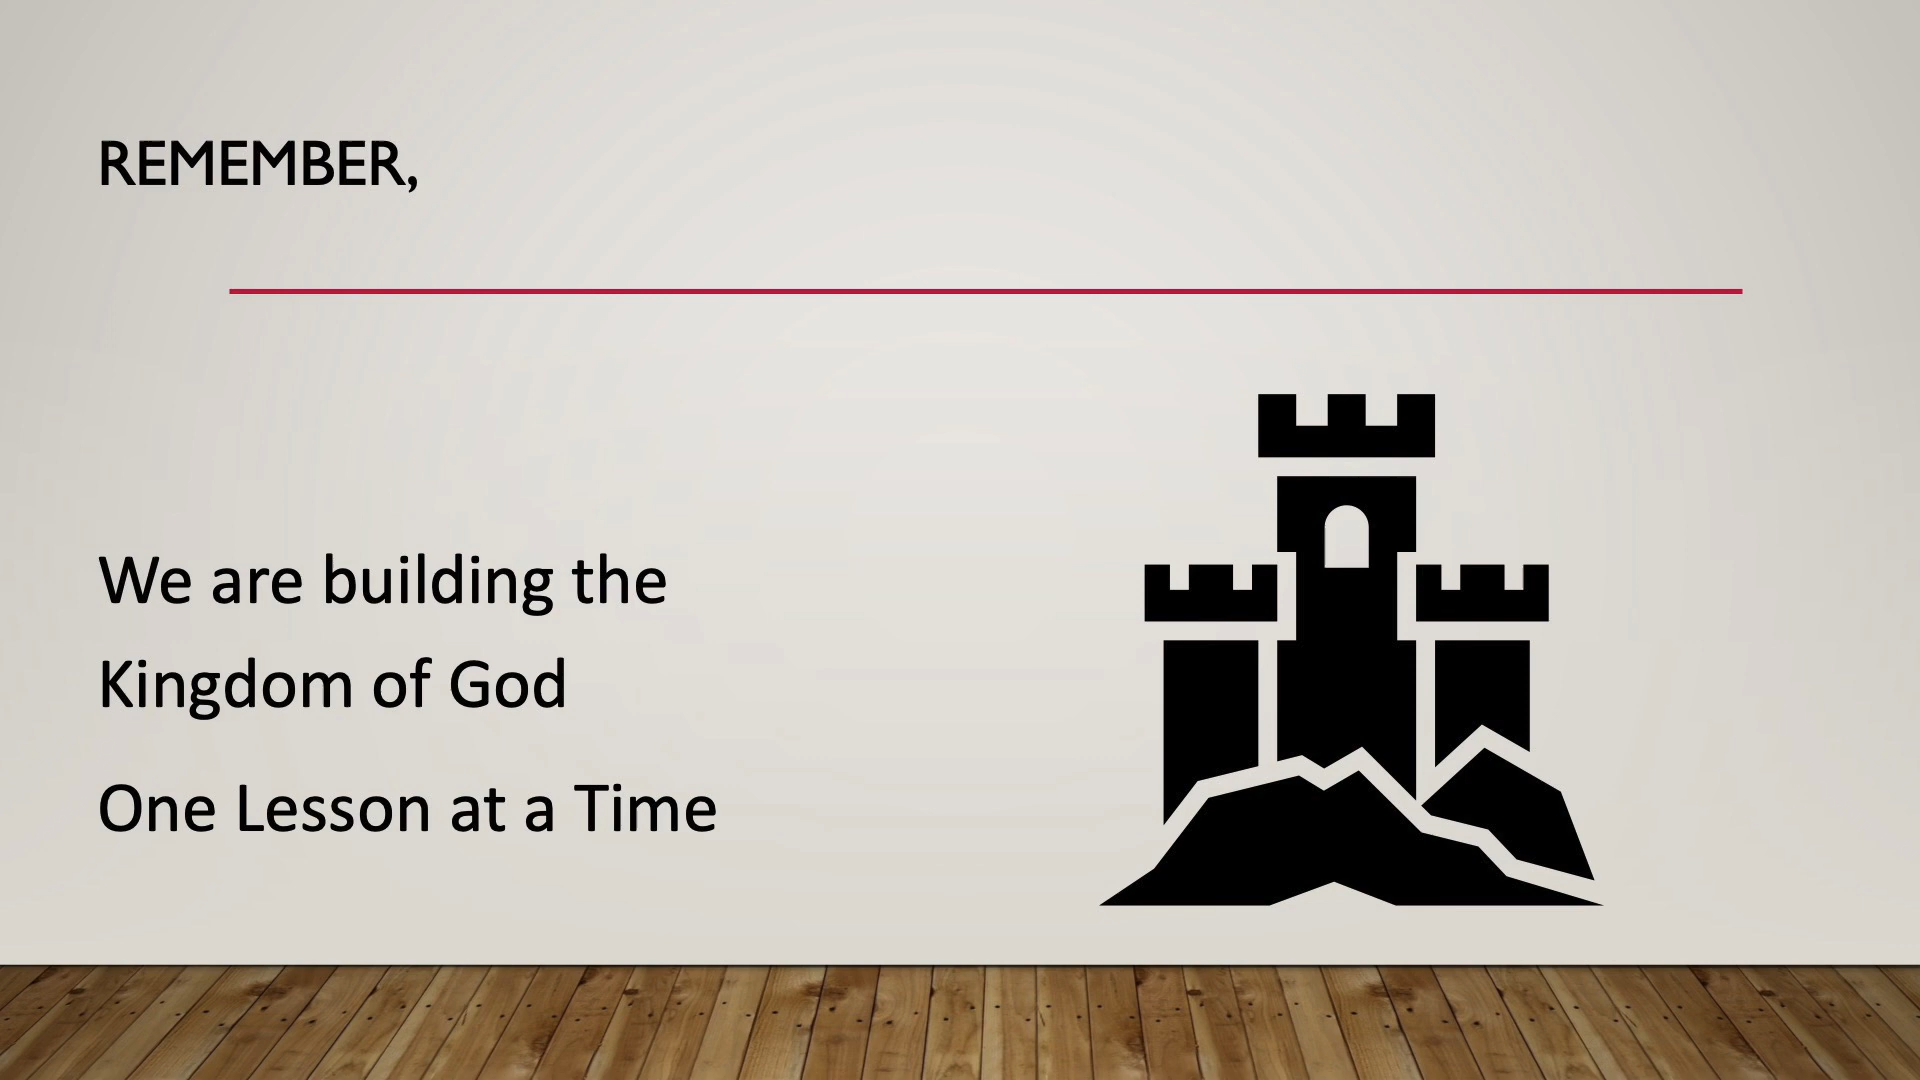 REMEMBER,
We are building the
Kingdom of God
One Lesson at a Time